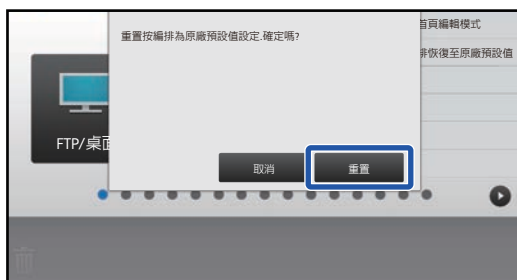 重置按編排為原廠預設值設定.確定嗎?
首頁編輯模式
排恢復至原廠預設值
FTP/桌面
取消
重置